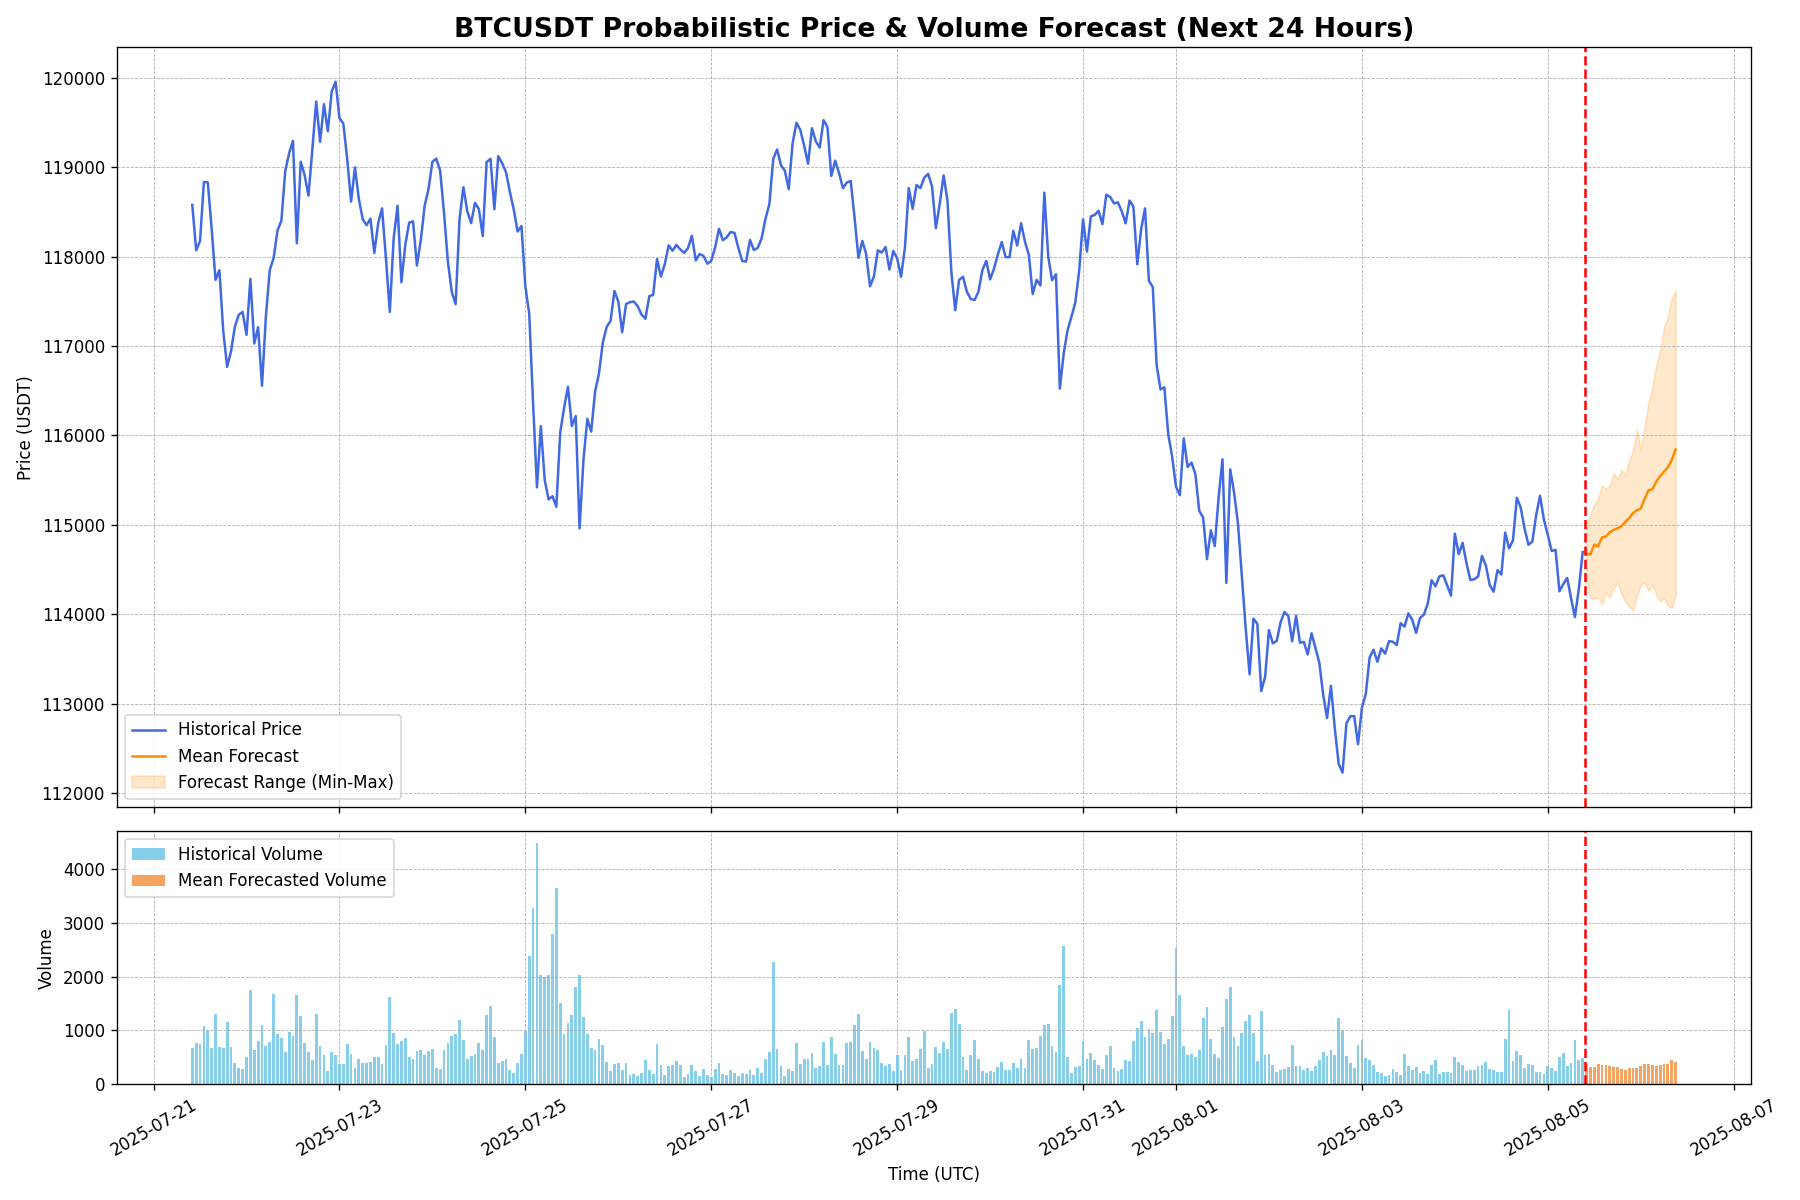 BTCUSDT Probabilistic Price & Volume Forecast (Next 24 Hours)
120000
119000
118000
117000
116000
115000
114000
113000
112000
Price (USDT)
Historical Price
Mean Forecast
Forecast Range (Min-Max)
Historical Volume
Mean Forecasted Volume
4000
3000
2000
1000
0
Volume
2025-07-21
2025-07-23
2025-07-25
2025-07-27
2025-07-29
2025-07-31
2025-08-01
2025-08-03
2025-08-05
2025-08-07
Time (UTC)